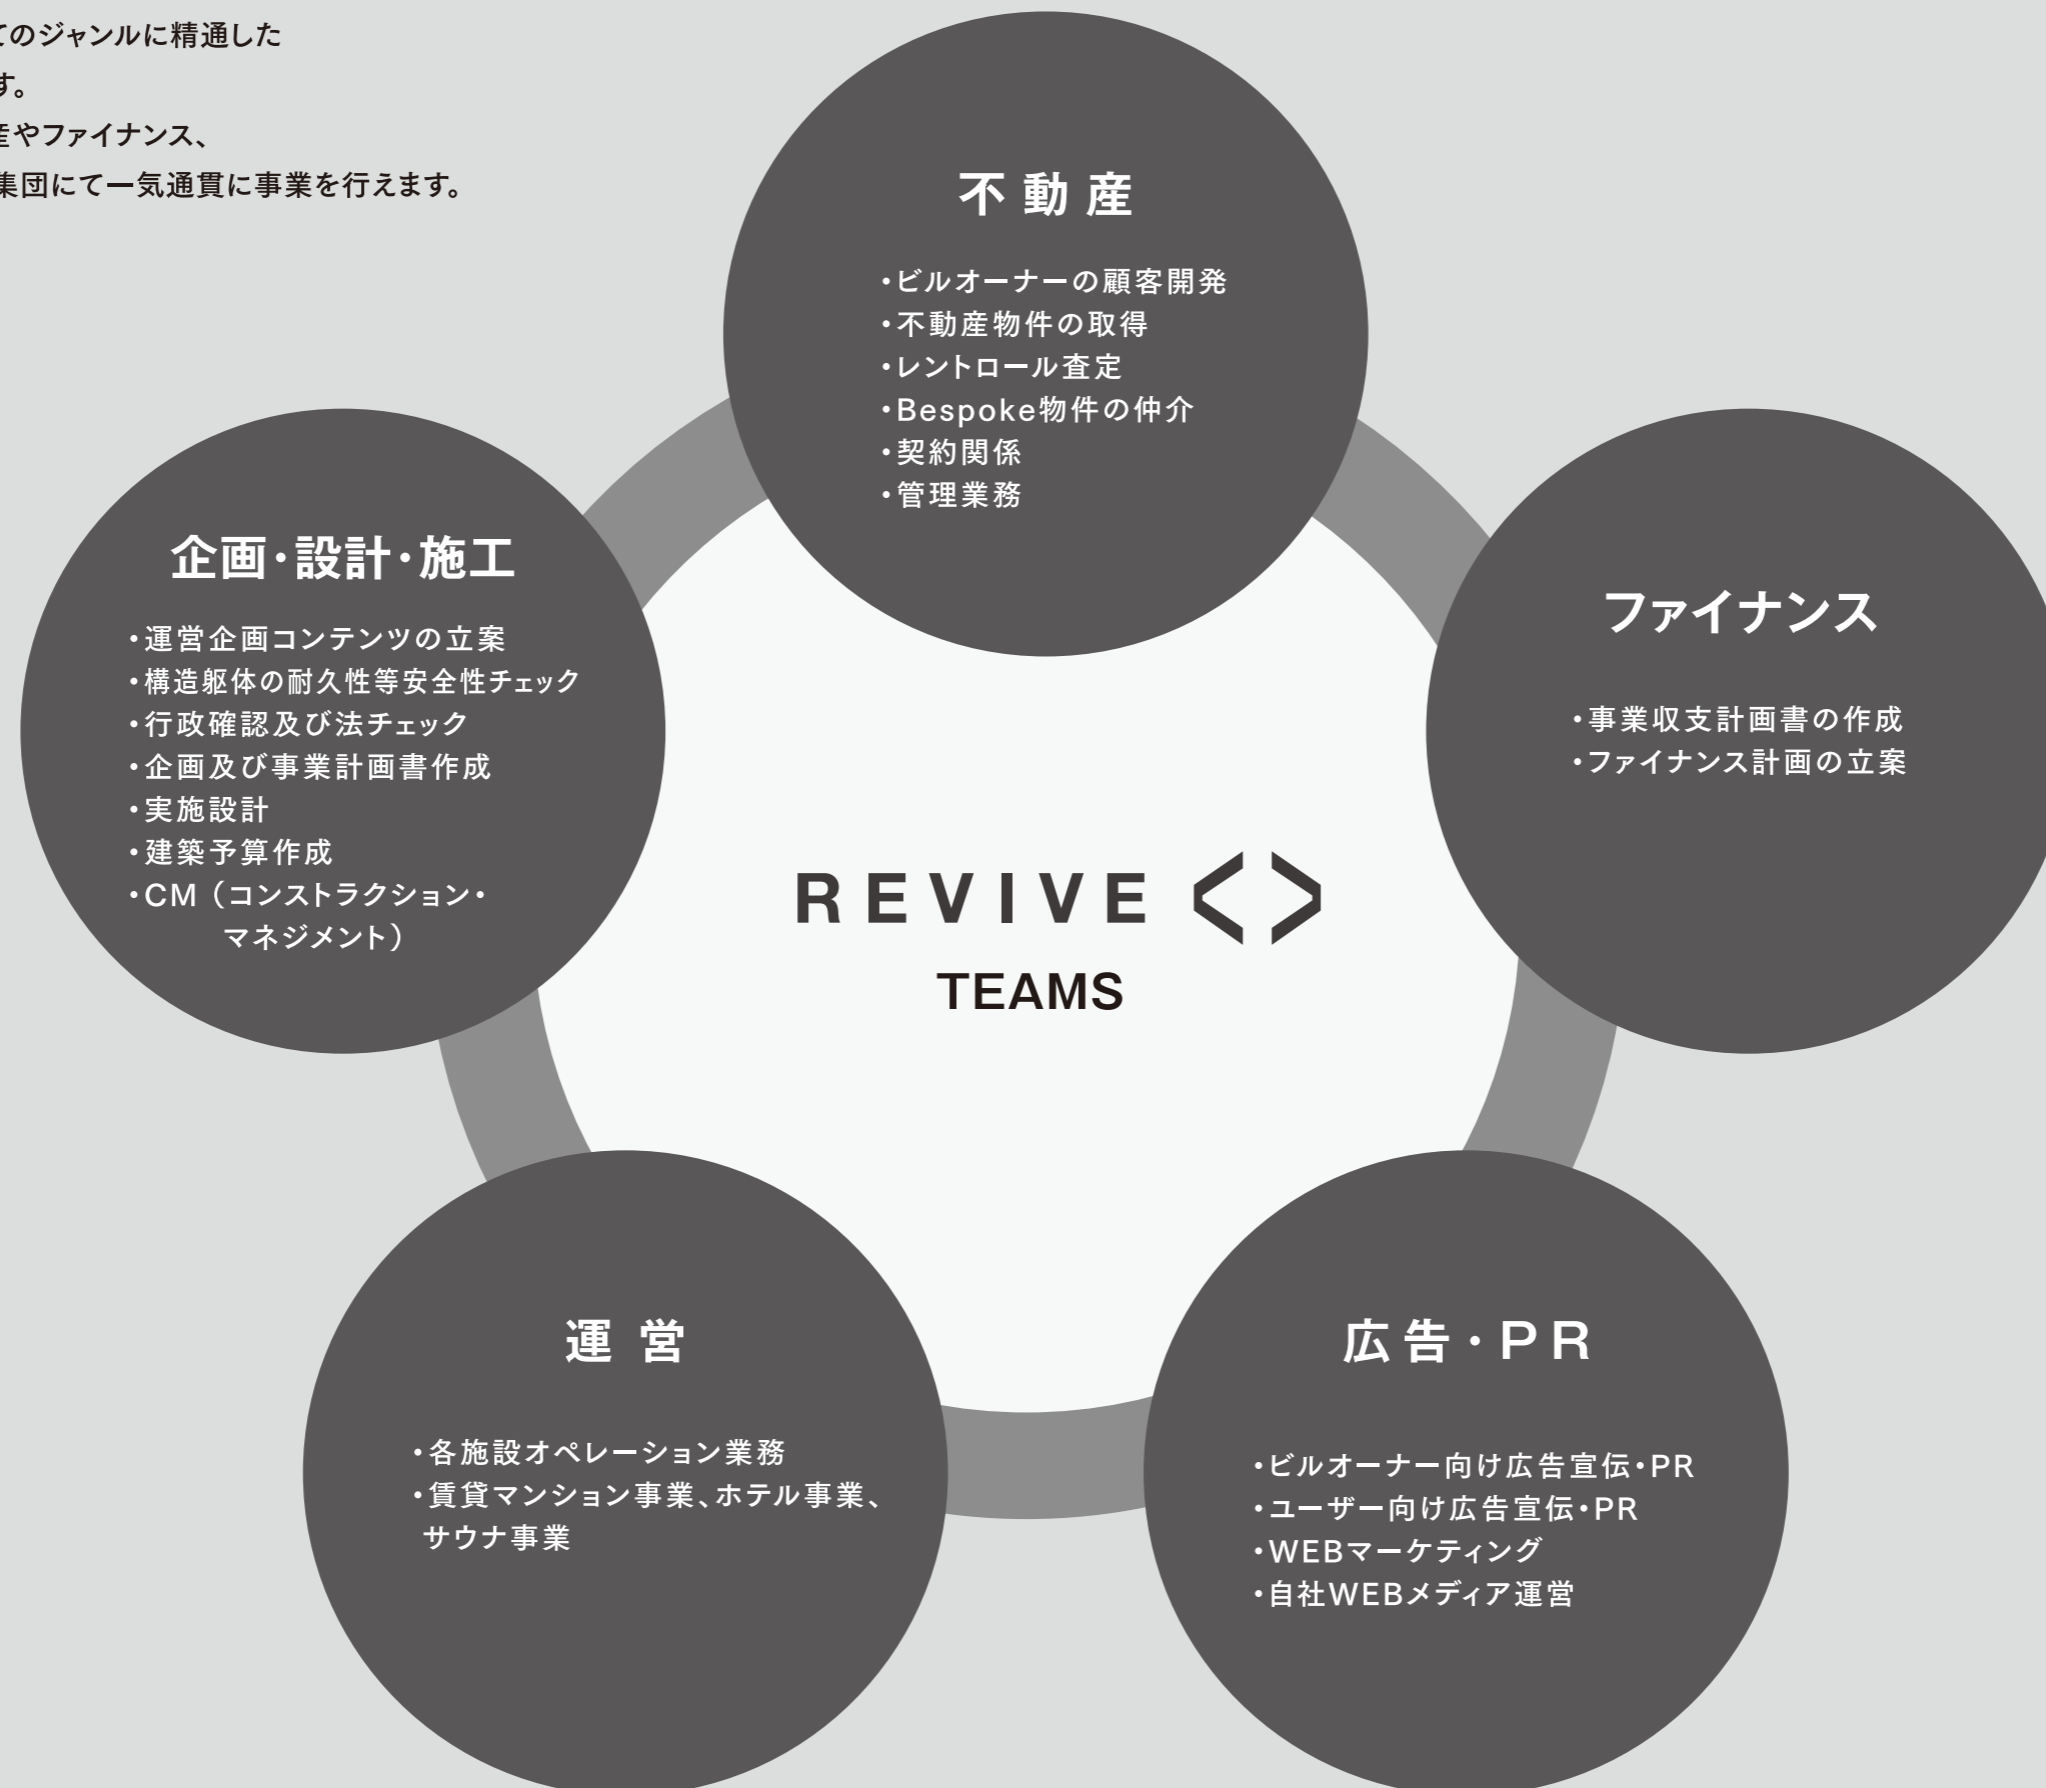 てのジャンルに精通した
す。
産やファイナンス、
集団にて一気通貫に事業を行えます。
不動産
・ビルオーナーの顧客開発
・不動産物件の取得
・レントロール査定
・Bespoke物件の仲介
・契約関係
・管理業務
企画・設計・施工
・運営企画コンテンツの立案
・構造躯体の耐久性等安全性チェック
・行政確認及び法チェック
・企画及び事業計画書作成
・実施設計
・建築予算作成
・CM（コンストラクション・
マネジメント）
ファイナンス
・事業収支計画書の作成
・ファイナンス計画の立案
REVIVE <>
TEAMS
運営
・各施設オペレーション業務
・賃貸マンション事業、ホテル事業、
サウナ事業
広告・PR
・ビルオーナー向け広告宣伝・PR
・ユーザー向け広告宣伝・PR
・WEBマーケティング
・自社WEBメディア運営